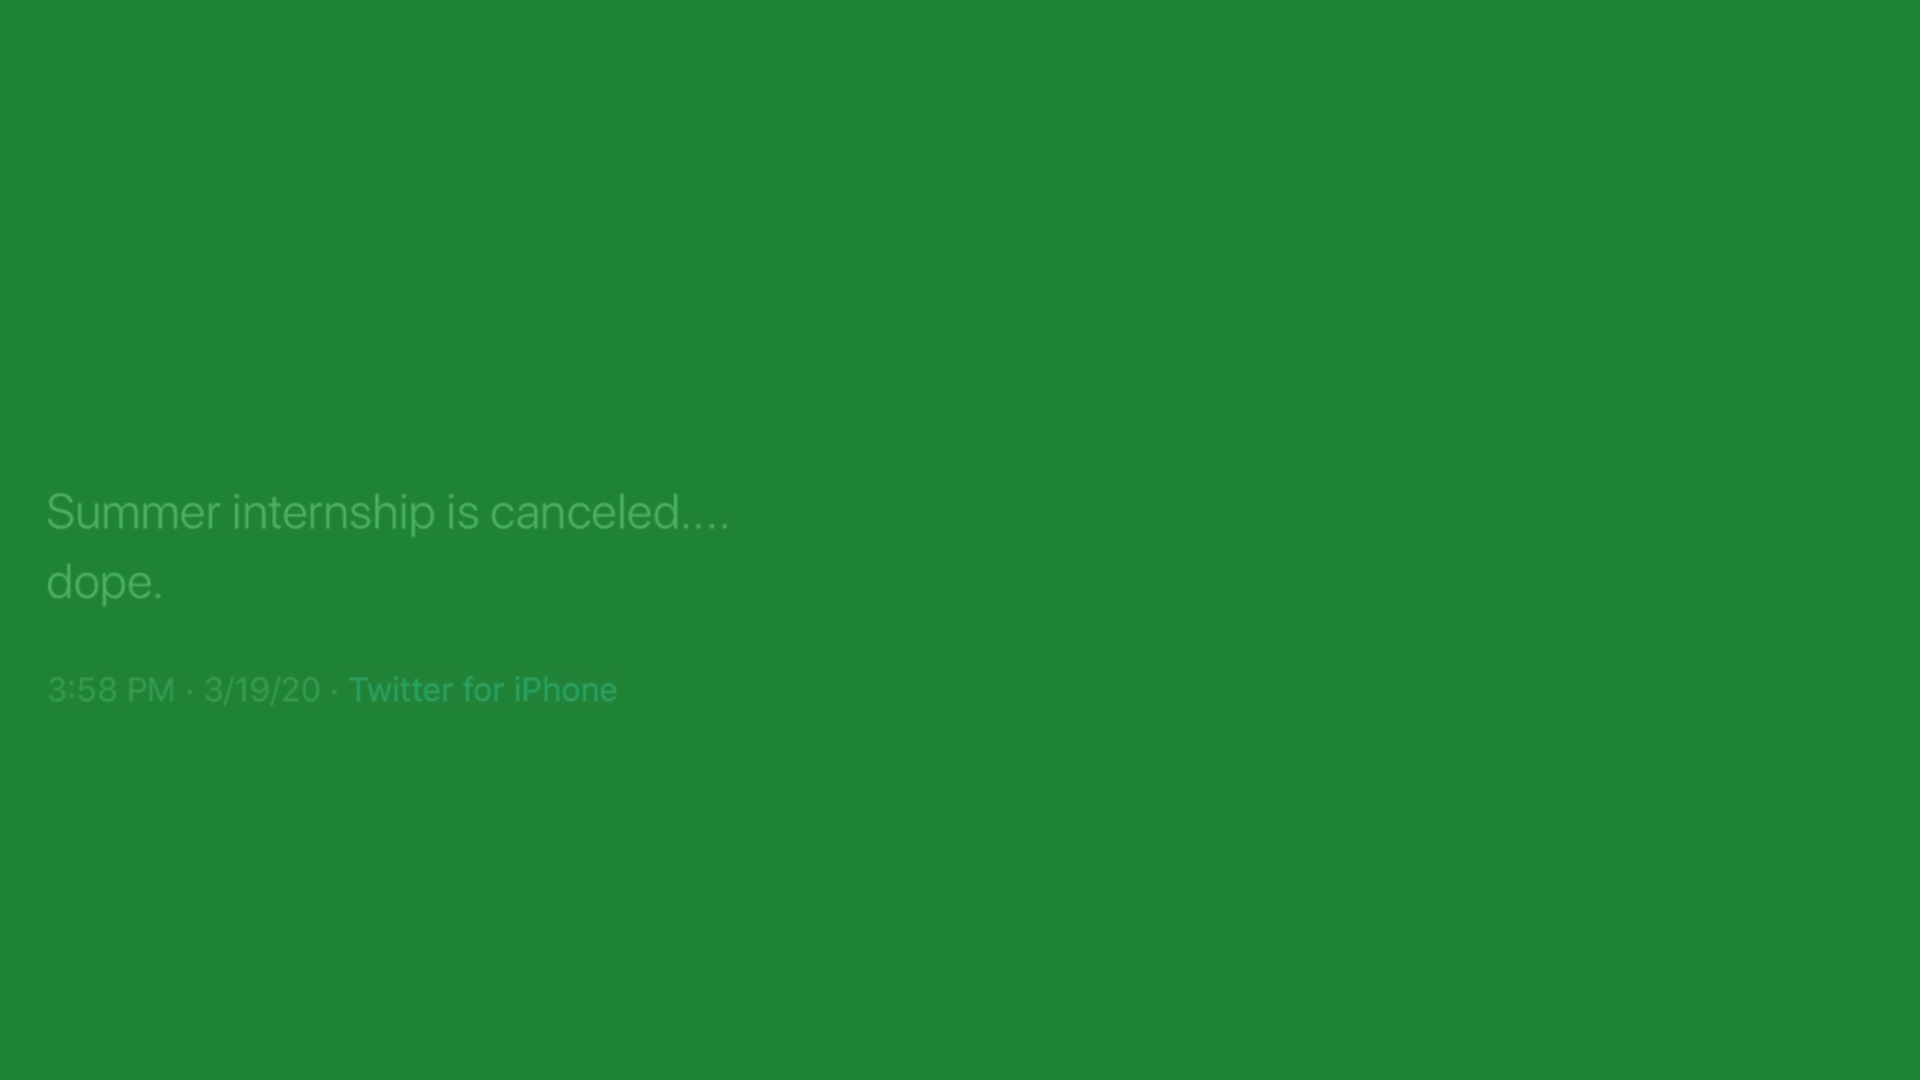 Summer internship is canceled....
dope.
3:58 PM · 3/19/20 · Twitter for iPhone